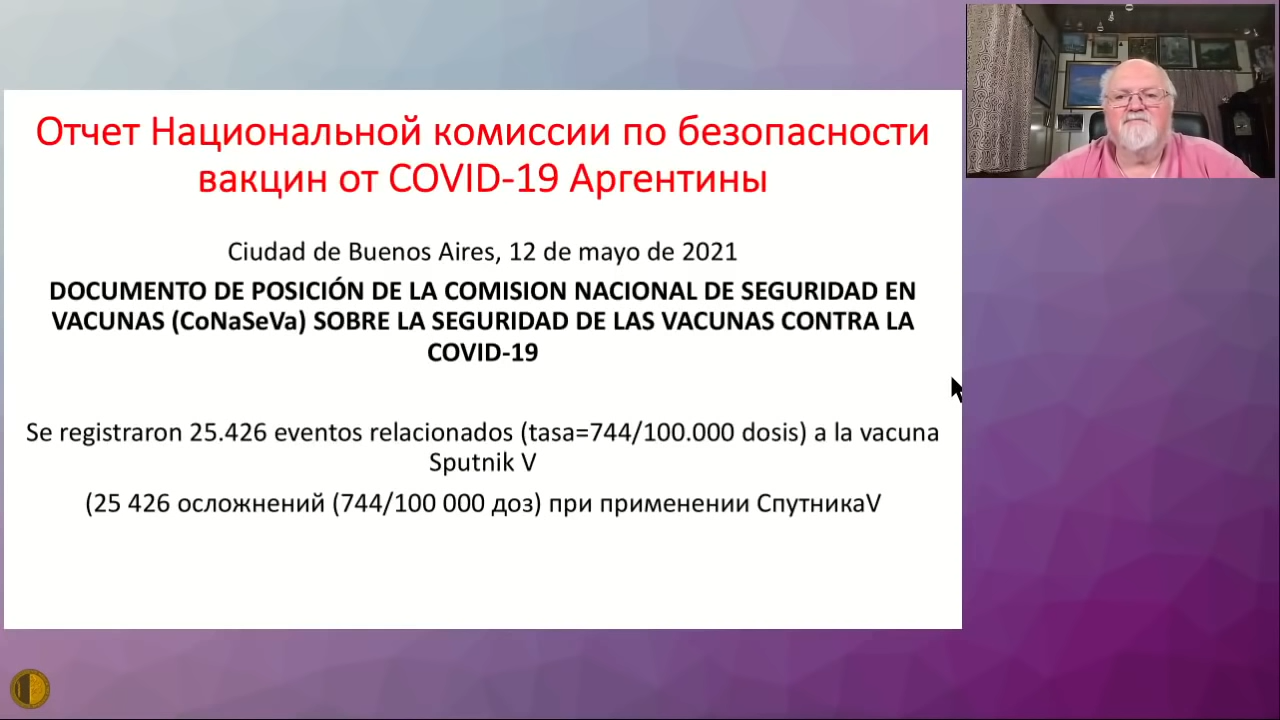 Отчет Национальной комиссии по безопасности
вакцин от COVID-19 Аргентины
Ciudad de Buenos Aires, 12 de mayo de 2021
DOCUMENTO DE POSICIÓN DE LA COMISION NACIONAL DE SEGURIDAD EN
VACUNAS (CoNaSeVa) SOBRE LA SEGURIDAD DE LAS VACUNAS CONTRA LA
COVID-19
Se registraron 25.426 eventos relacionados (tasa=744/100.000 dosis) a la vacuna
Sputnik V
(25 426 осложнений (744/100 000 доз) при применении СпутникаV